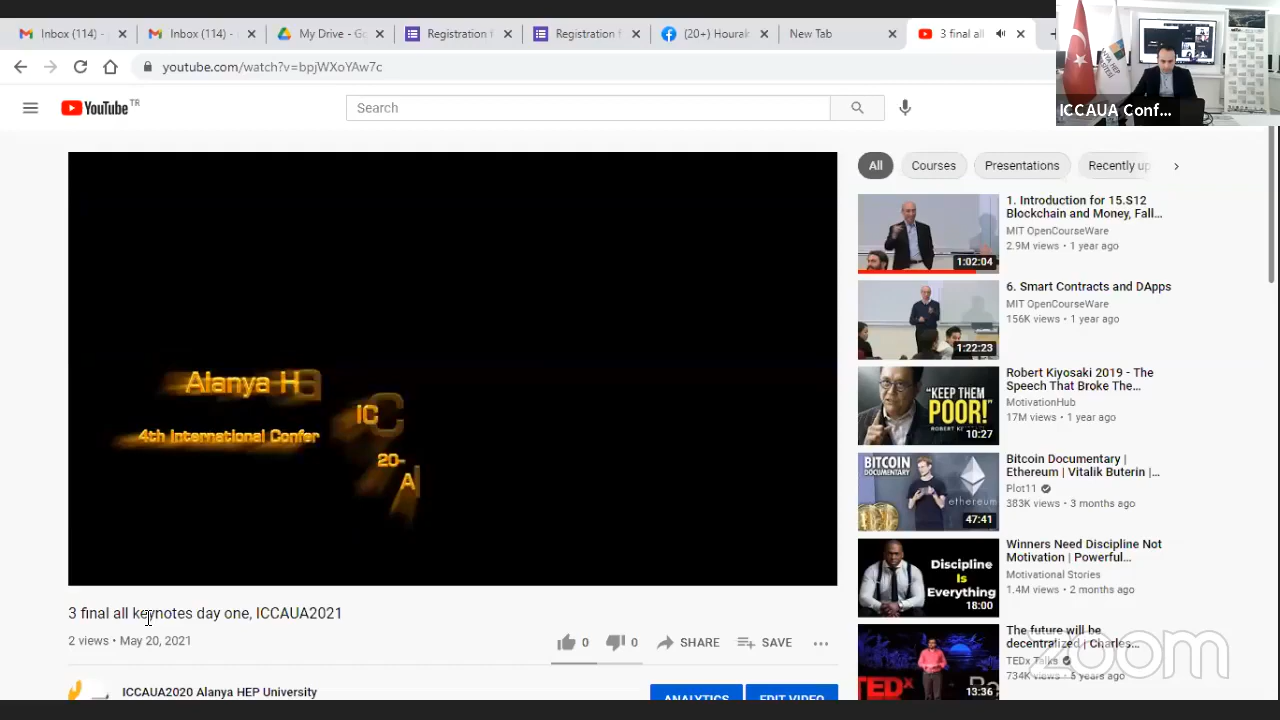 Inbox (114) -
Inbox (114) -
My Drive - Go
Registration f
Registration f
(20+) Hourak
New Tab
3 final all
youtube.com/watch?v=bpjWXoYAw7c
ICCAUA Conf...
YouTube TR
Search
All
Courses
Presentations
Recently up
Alanya H
IC
4th International Confer
20-
A
1. Introduction for 15.S12
Blockchain and Money, Fall...
MIT OpenCourseWare
2.9M views • 1 year ago
1:02:04
6. Smart Contracts and DApps
MIT OpenCourseWare
156K views • 1 year ago
1:22:23
Robert Kiyosaki 2019 - The
Speech That Broke The...
MotivationHub
17M views • 1 year ago
"KEEP THEM
POOR!"
ROBERT KI
10:27
Bitcoin Documentary |
Ethereum | Vitalik Buterin |...
Plot11
383K views • 3 months ago
BITCOIN
DOCUMENTARY
ethereum
47:41
Winners Need Discipline Not
Motivation | Powerful...
Motivational Stories
1.4M views • 2 months ago
Discipline
Is
Everything
18:00
The future will be
decentralized | Charles...
TEDx Talks
734K views • 5 years ago
TEDx
13:36
zoom
3 final all keynotes day one, ICCAUA2021
2 views • May 20, 2021
0
0
SHARE
SAVE
ICCAUA2020 Alanya HEP University
ANALYTICS
EDIT VIDEO